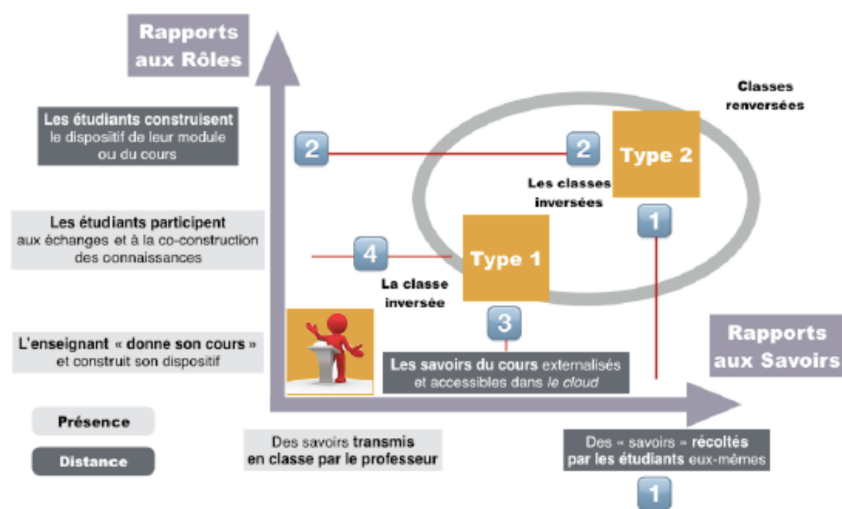 Rapports
aux Rôles
Classes
renversées
Les étudiants construisent
le dispositif de leur module
ou du cours
2
2
Type 2
Les classes
inversées
1
Les étudiants participent
aux échanges et à la co-construction
des connaissances
4
Type 1
La classe
inversée
3
L'enseignant « donne son cours »
et construit son dispositif
Les savoirs du cours externalisés
et accessibles dans le cloud
Rapports
aux Savoirs
Présence
Distance
Des savoirs transmis
en classe par le professeur
Des « savoirs » récoltés
par les étudiants eux-mêmes
1